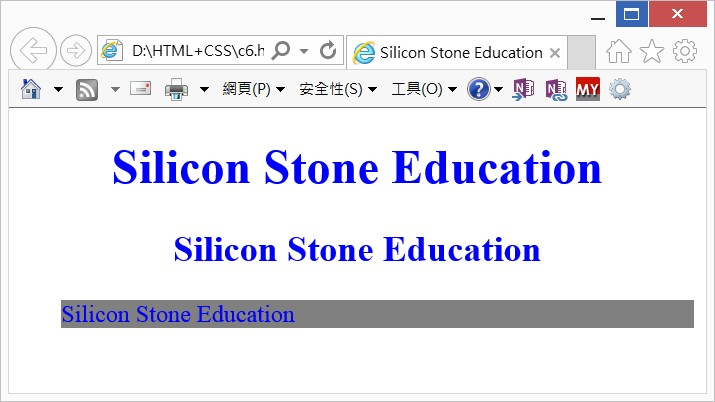 D:\HTML+CSS\c6.h
Silicon Stone Education
網頁(P) 安全性(S) 工具(O) MY
Silicon Stone Education
Silicon Stone Education
Silicon Stone Education